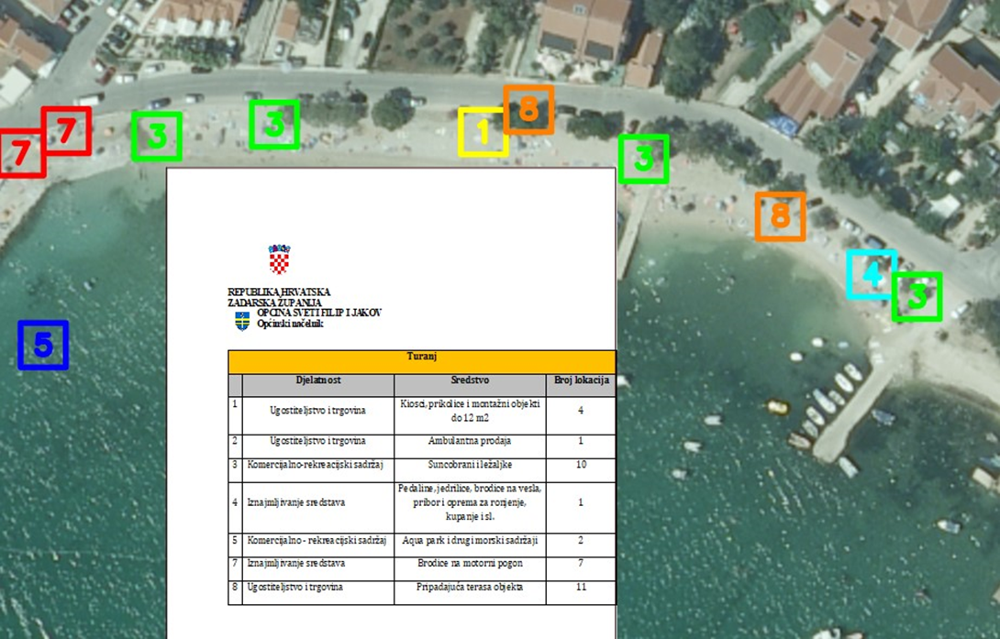 8
7
1
3
3
7
3
8
4
3
5
REPUBLIKA HRVATSKA
ZADARSKA ŽUPANIJA
OPĆINA SVETI FILIP I JAKOV
Općinski načelnik
Turanj
Djelatnost Sredstvo Broj lokacija
1 Ugostiteljstvo i trgovina Kiosci, prikolice i montažni objekti do 12 m2 4
2 Ugostiteljstvo i trgovina Ambulantna prodaja 1
3 Komercijalno-rekreacijski sadržaj Suncobrani i ležaljke 10
4 Iznajmljivanje sredstava Pedaline, jedrilice, brodice na vesla, pribor i oprema za ronjenje, kupanje i sl. 1
5 Komercijalno - rekreacijski sadržaj Aqua park i drugi morski sadržaji 2
7 Iznajmljivanje sredstava Brodice na motorni pogon 7
8 Ugostiteljstvo i trgovina Pripadajuća terasa objekta 11